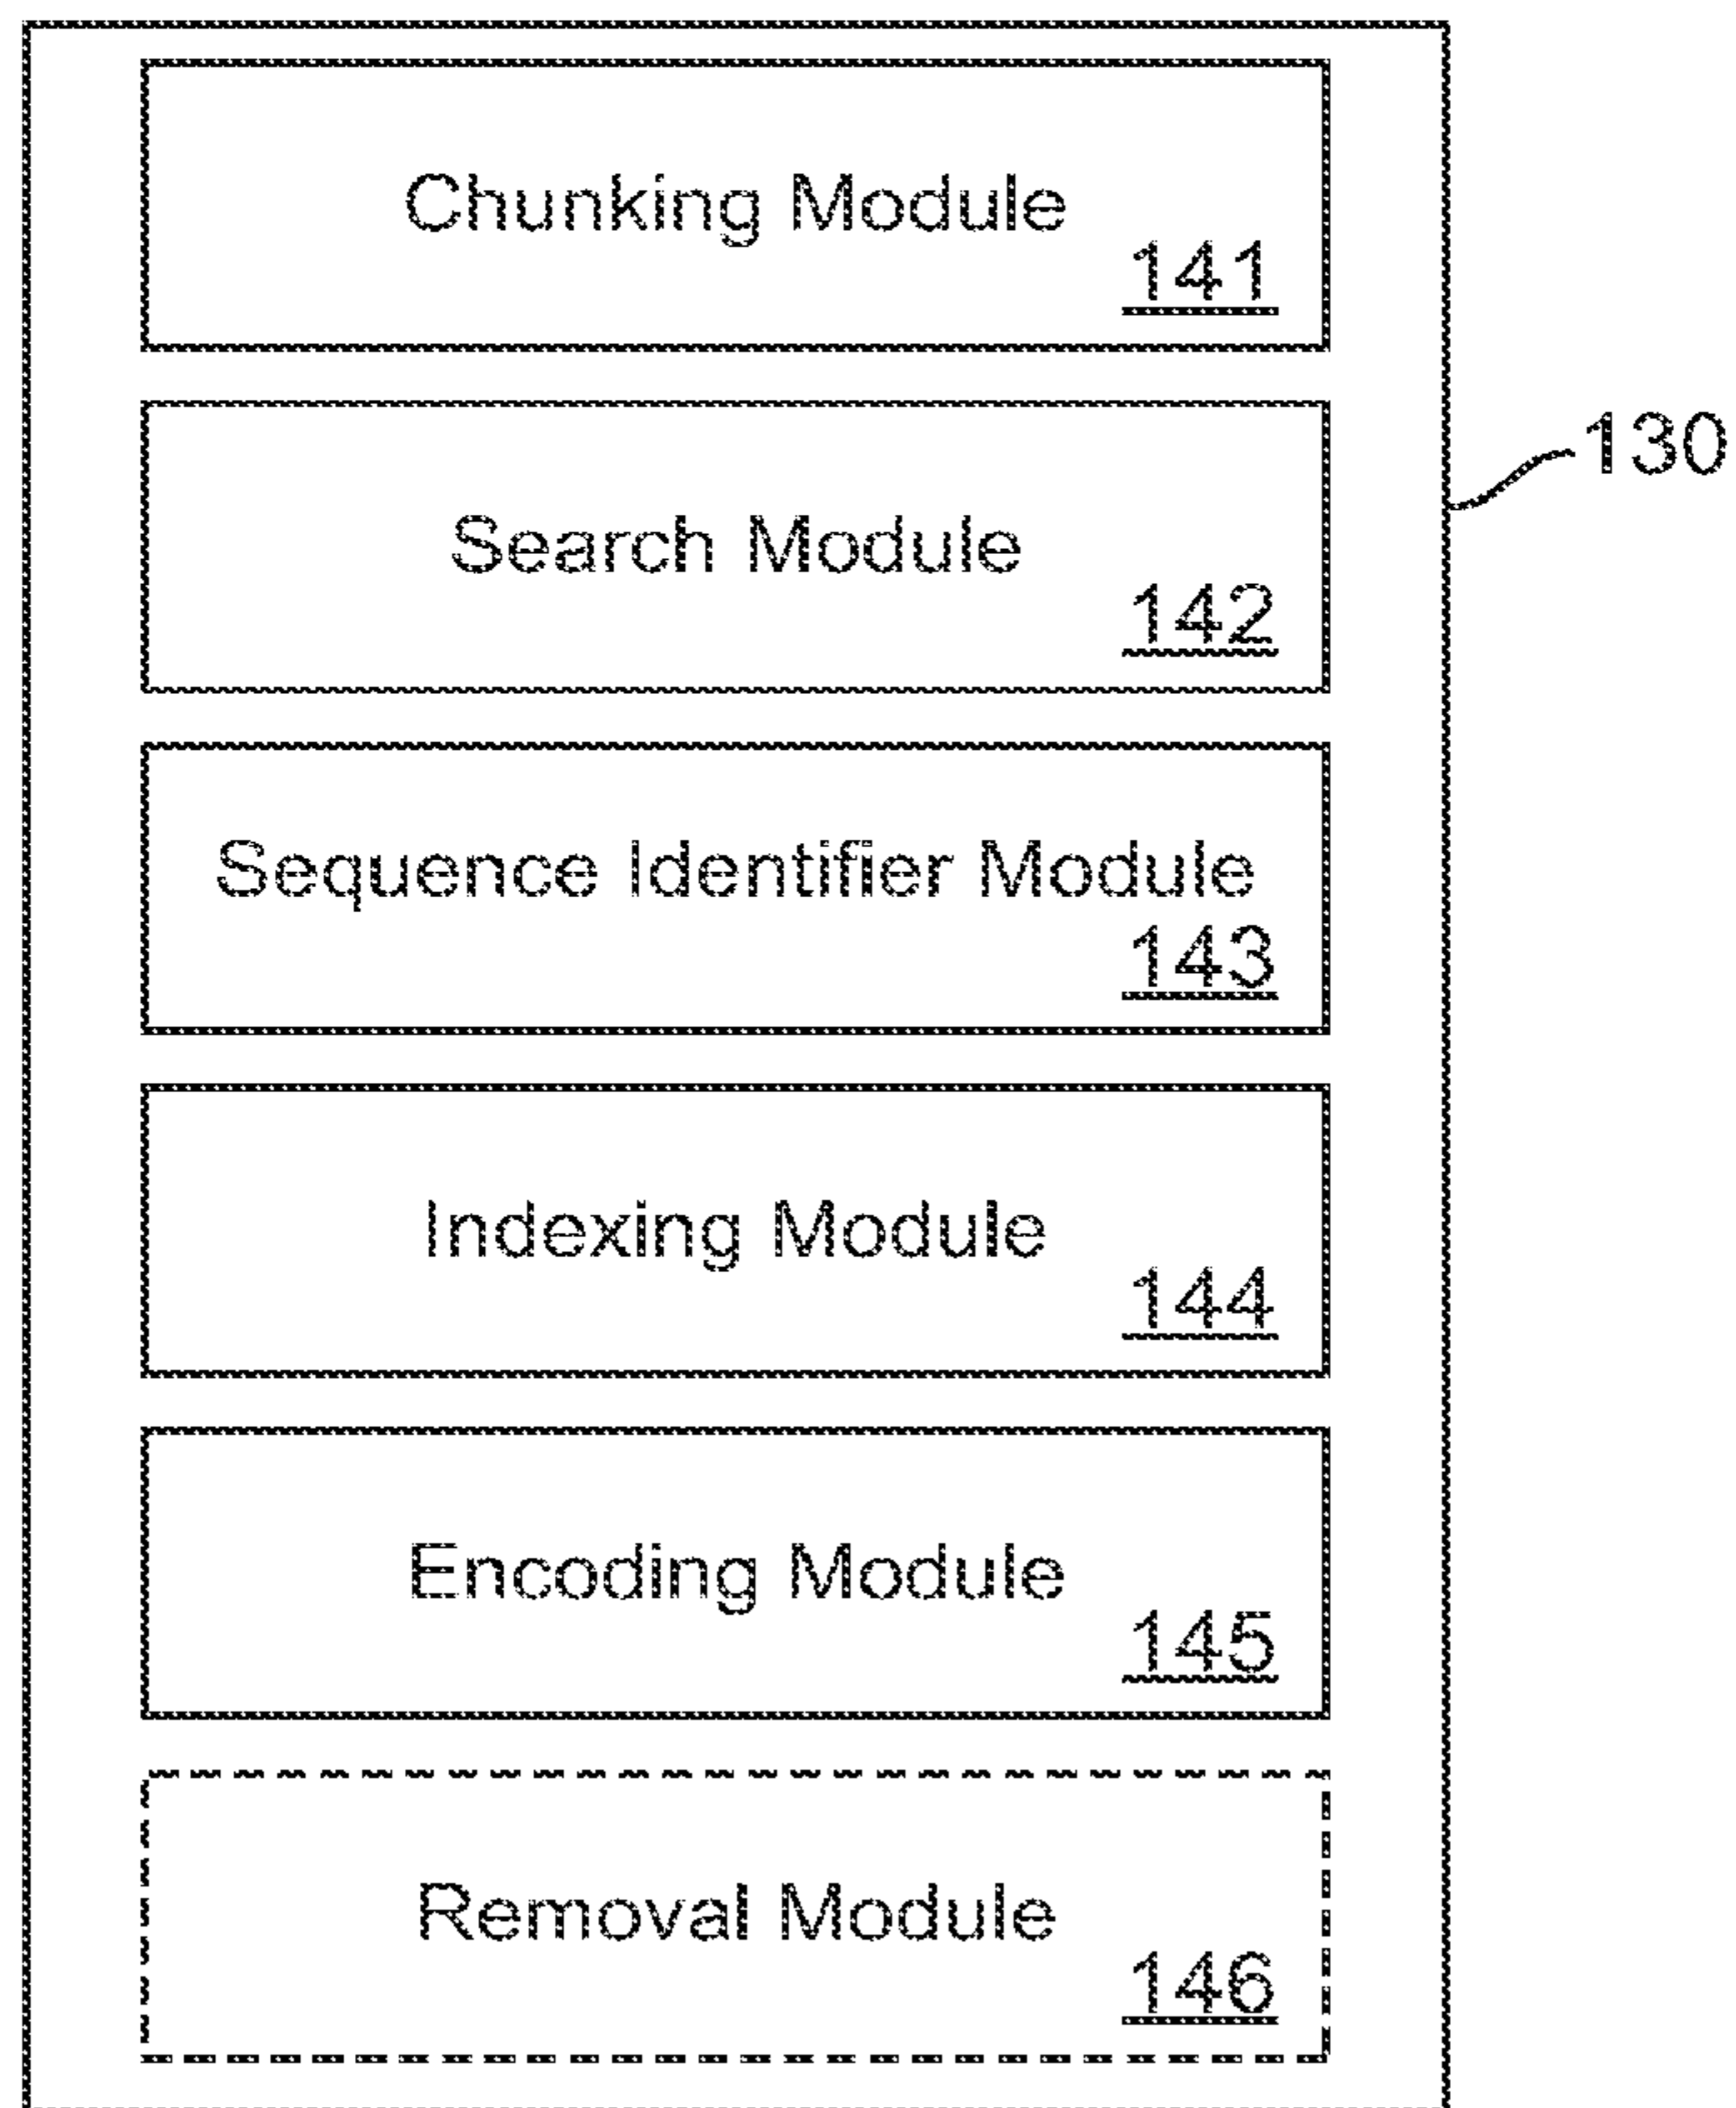 Chunking Module
141
Search Module
142
130
Sequence Identifier Module
143
Indexing Module
144
Encoding Module
145
Removal Module
146